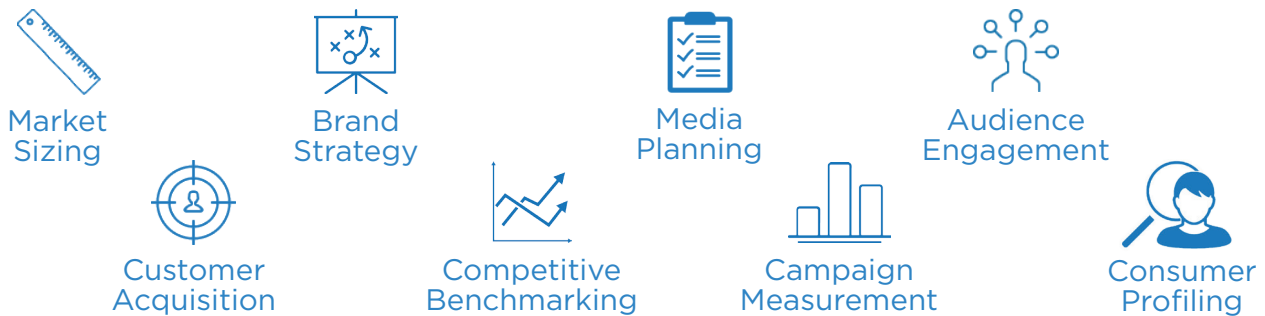 Market
Sizing
Brand
Strategy
Media
Planning
Audience
Engagement
Customer
Acquisition
Competitive
Benchmarking
Campaign
Measurement
Consumer
Profiling